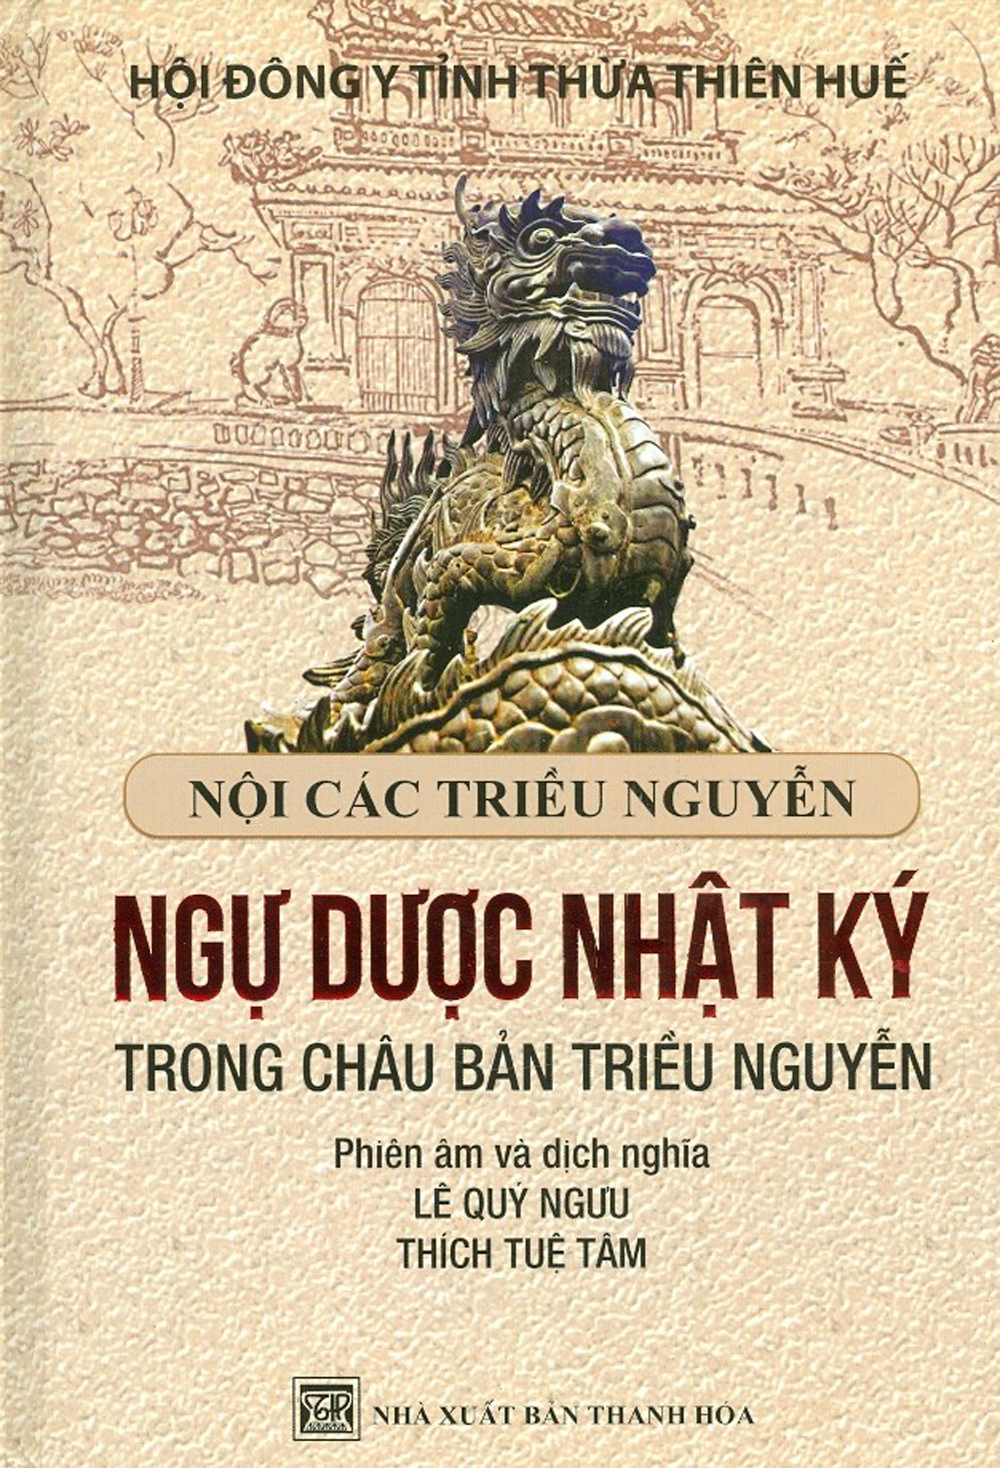 HỘI ĐÔNG Y TỈNH THỪA THIÊN HUẾ
NỘI CÁC TRIỀU NGUYỄN
NGỰ DƯỢC NHẬT KÝ
TRONG CHÂU BẢN TRIỀU NGUYỄN
Phiên âm và dịch nghĩa
LÊ QUÝ NGƯU
THÍCH TUỆ TÂM
NHÀ XUẤT BẢN THANH HÓA